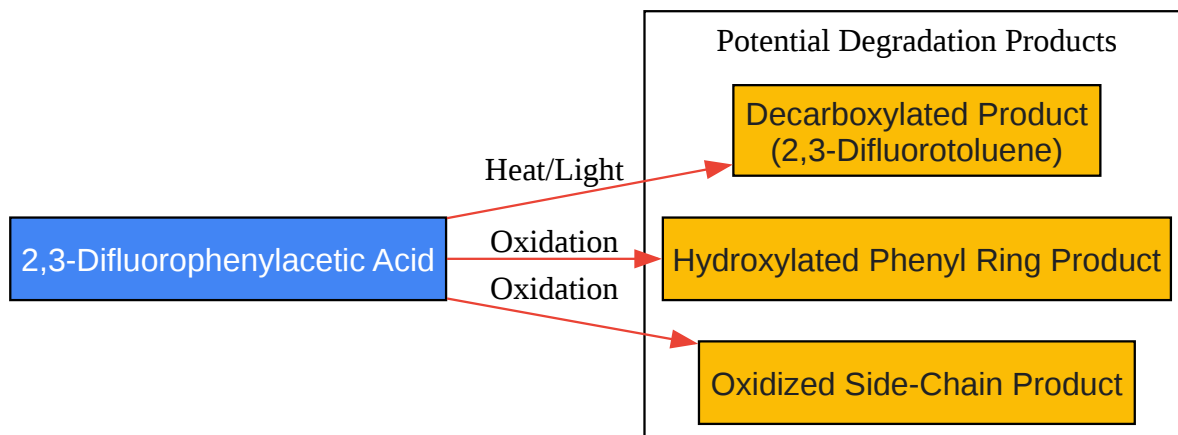 Potential Degradation Products
Decarboxylated Product
(2,3-Difluorotoluene)
Heat/Light
2,3-Difluorophenylacetic Acid
Oxidation
Hydroxylated Phenyl Ring Product
Oxidation
Oxidized Side-Chain Product